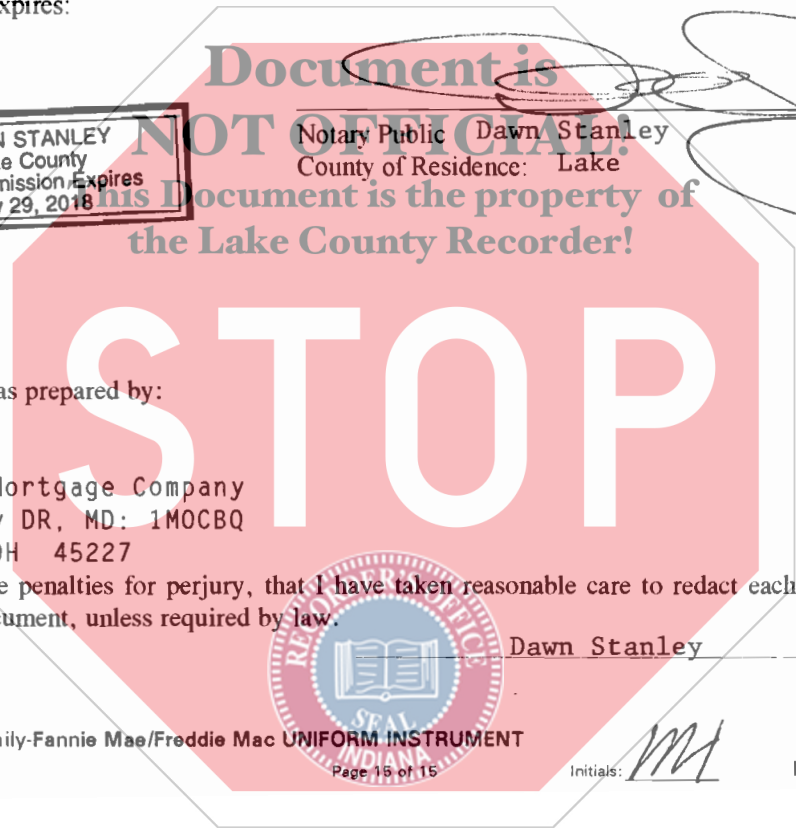 xpires:
Document is
NOT OFFICIAL!
This Document is the property of
the Lake County Recorder!
N STANLEY
e County
mission Expires
y 29, 2018
Notary Public Dawn Stanley
County of Residence: Lake
STOP
as prepared by:
Mortgage Company
y DR, MD: 1MOCBQ
OH 45227
e penalties for perjury, that I have taken reasonable care to redact each
cument, unless required by law.
Dawn Stanley
RECORDER'S OFFICE
SEAL
INDIANA
ily-Fannie Mae/Freddie Mac UNIFORM INSTRUMENT
Page 15 of 15
Initials: MA